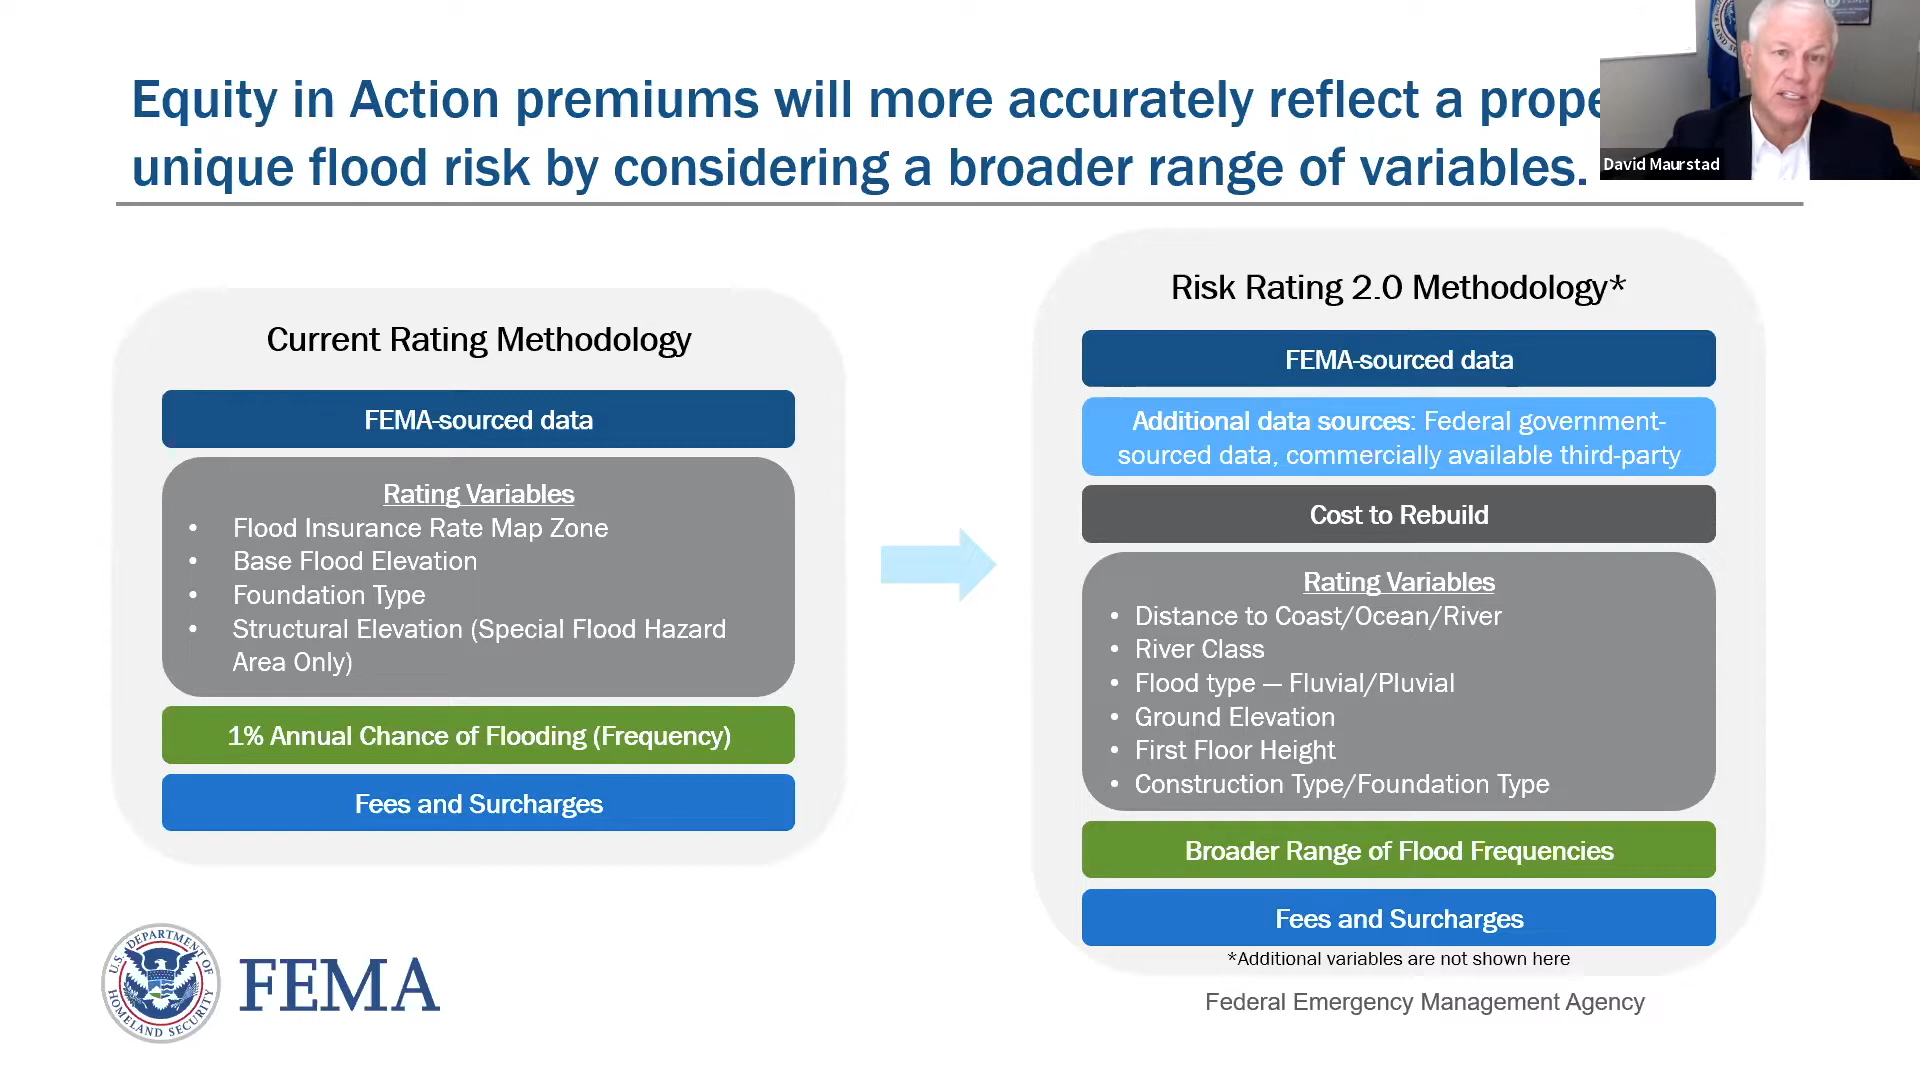 Equity in Action premiums will more accurately reflect a prope
unique flood risk by considering a broader range of variables.
David Maurstad
Current Rating Methodology
FEMA-sourced data
Rating Variables
• Flood Insurance Rate Map Zone
• Base Flood Elevation
• Foundation Type
• Structural Elevation (Special Flood Hazard
Area Only)
1% Annual Chance of Flooding (Frequency)
Fees and Surcharges
Risk Rating 2.0 Methodology*
FEMA-sourced data
Additional data sources: Federal government-
sourced data, commercially available third-party
Cost to Rebuild
Rating Variables
• Distance to Coast/Ocean/River
• River Class
• Flood type — Fluvial/Pluvial
• Ground Elevation
• First Floor Height
• Construction Type/Foundation Type
Broader Range of Flood Frequencies
Fees and Surcharges
*Additional variables are not shown here
U.S. DEPARTMENT OF
HOMELAND SECURITY
FEMA
Federal Emergency Management Agency